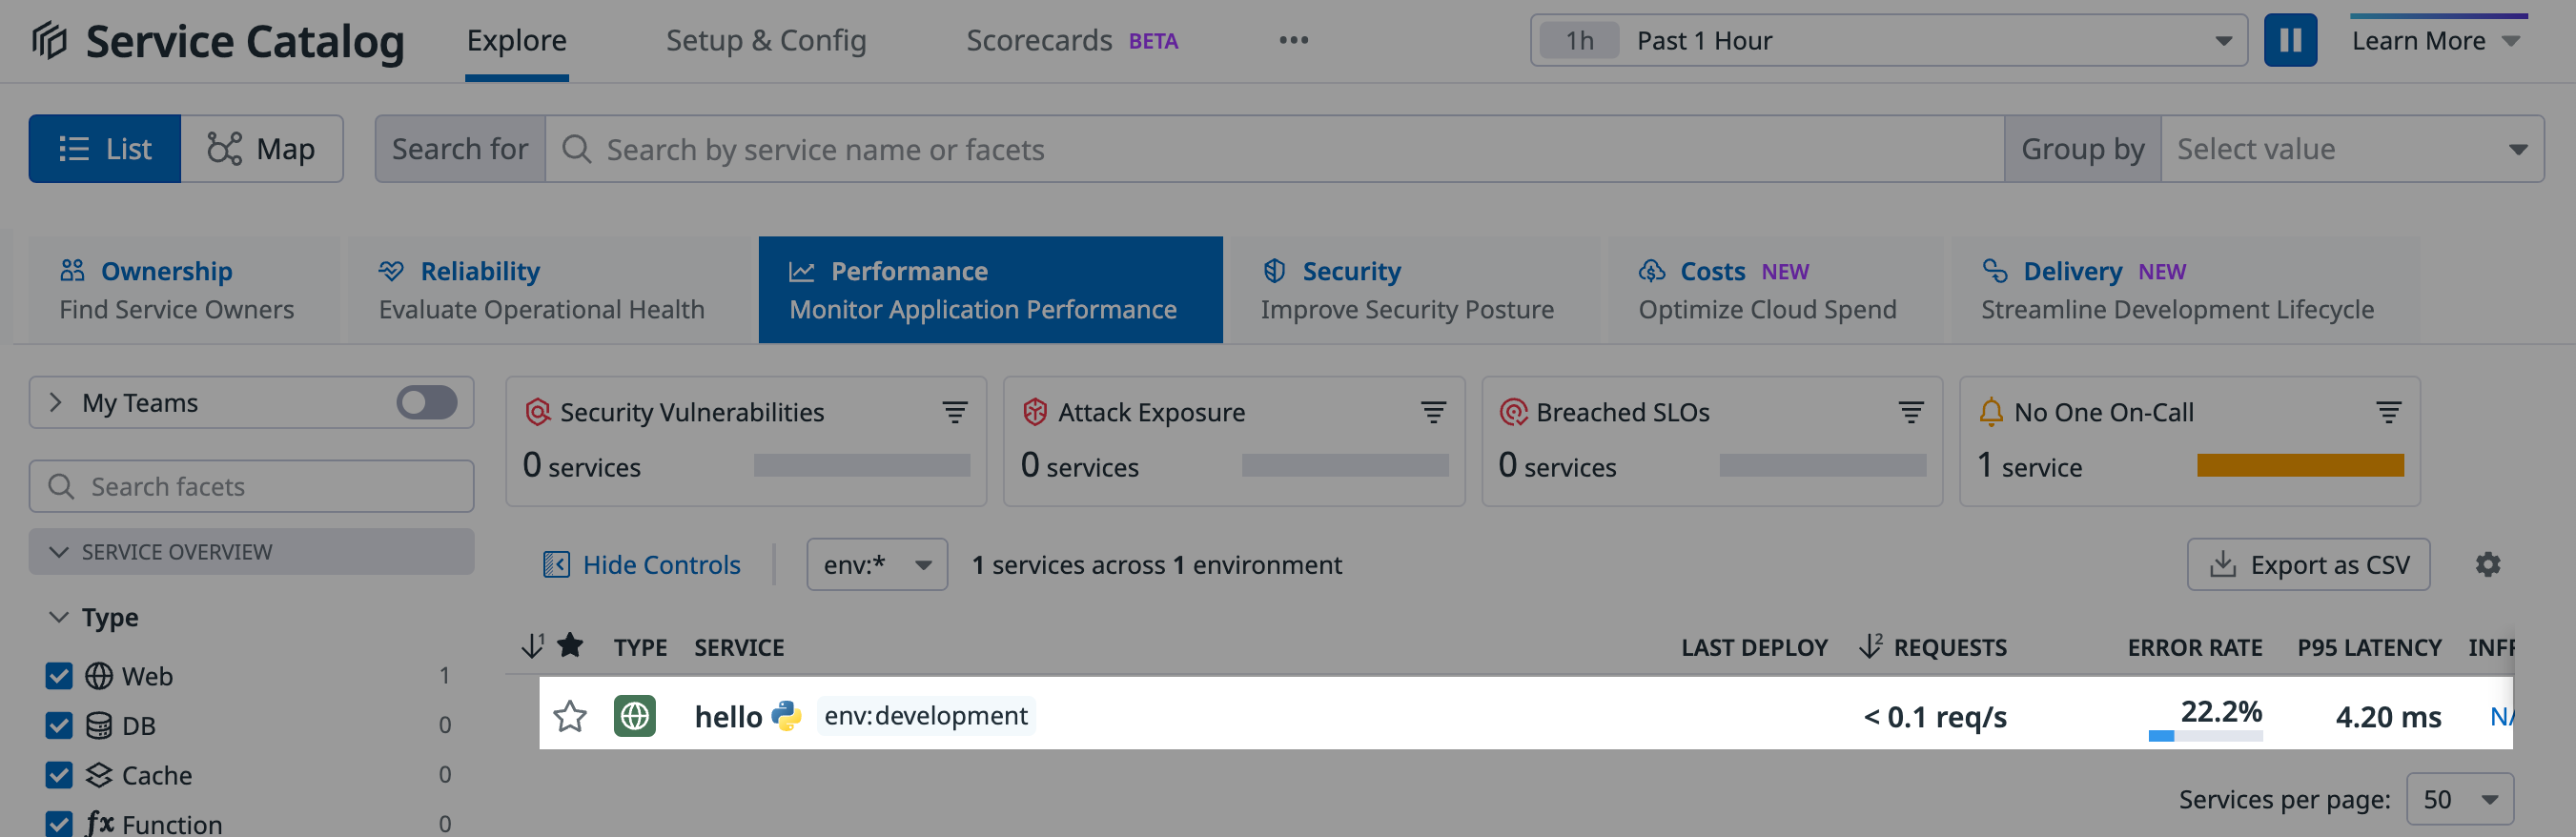 Service Catalog Explore Setup & Config Scorecards BETA ••• 1h Past 1 Hour Learn More
List Map Search for Search by service name or facets Group by Select value
Ownership Reliability Performance Security Costs NEW Delivery NEW
Find Service Owners Evaluate Operational Health Monitor Application Performance Improve Security Posture Optimize Cloud Spend Streamline Development Lifecycle
My Teams Security Vulnerabilities Attack Exposure Breached SLOs No One On-Call
0 services 0 services 0 services 1 service
Search facets
SERVICE OVERVIEW Hide Controls env:* 1 services across 1 environment Export as CSV
Type 1 TYPE SERVICE LAST DEPLOY 2 REQUESTS ERROR RATE P95 LATENCY
Web 1
hello env:development < 0.1 req/s 22.2% 4.20 ms
DB 0
Cache 0
Services per page: 50
fx Function 0